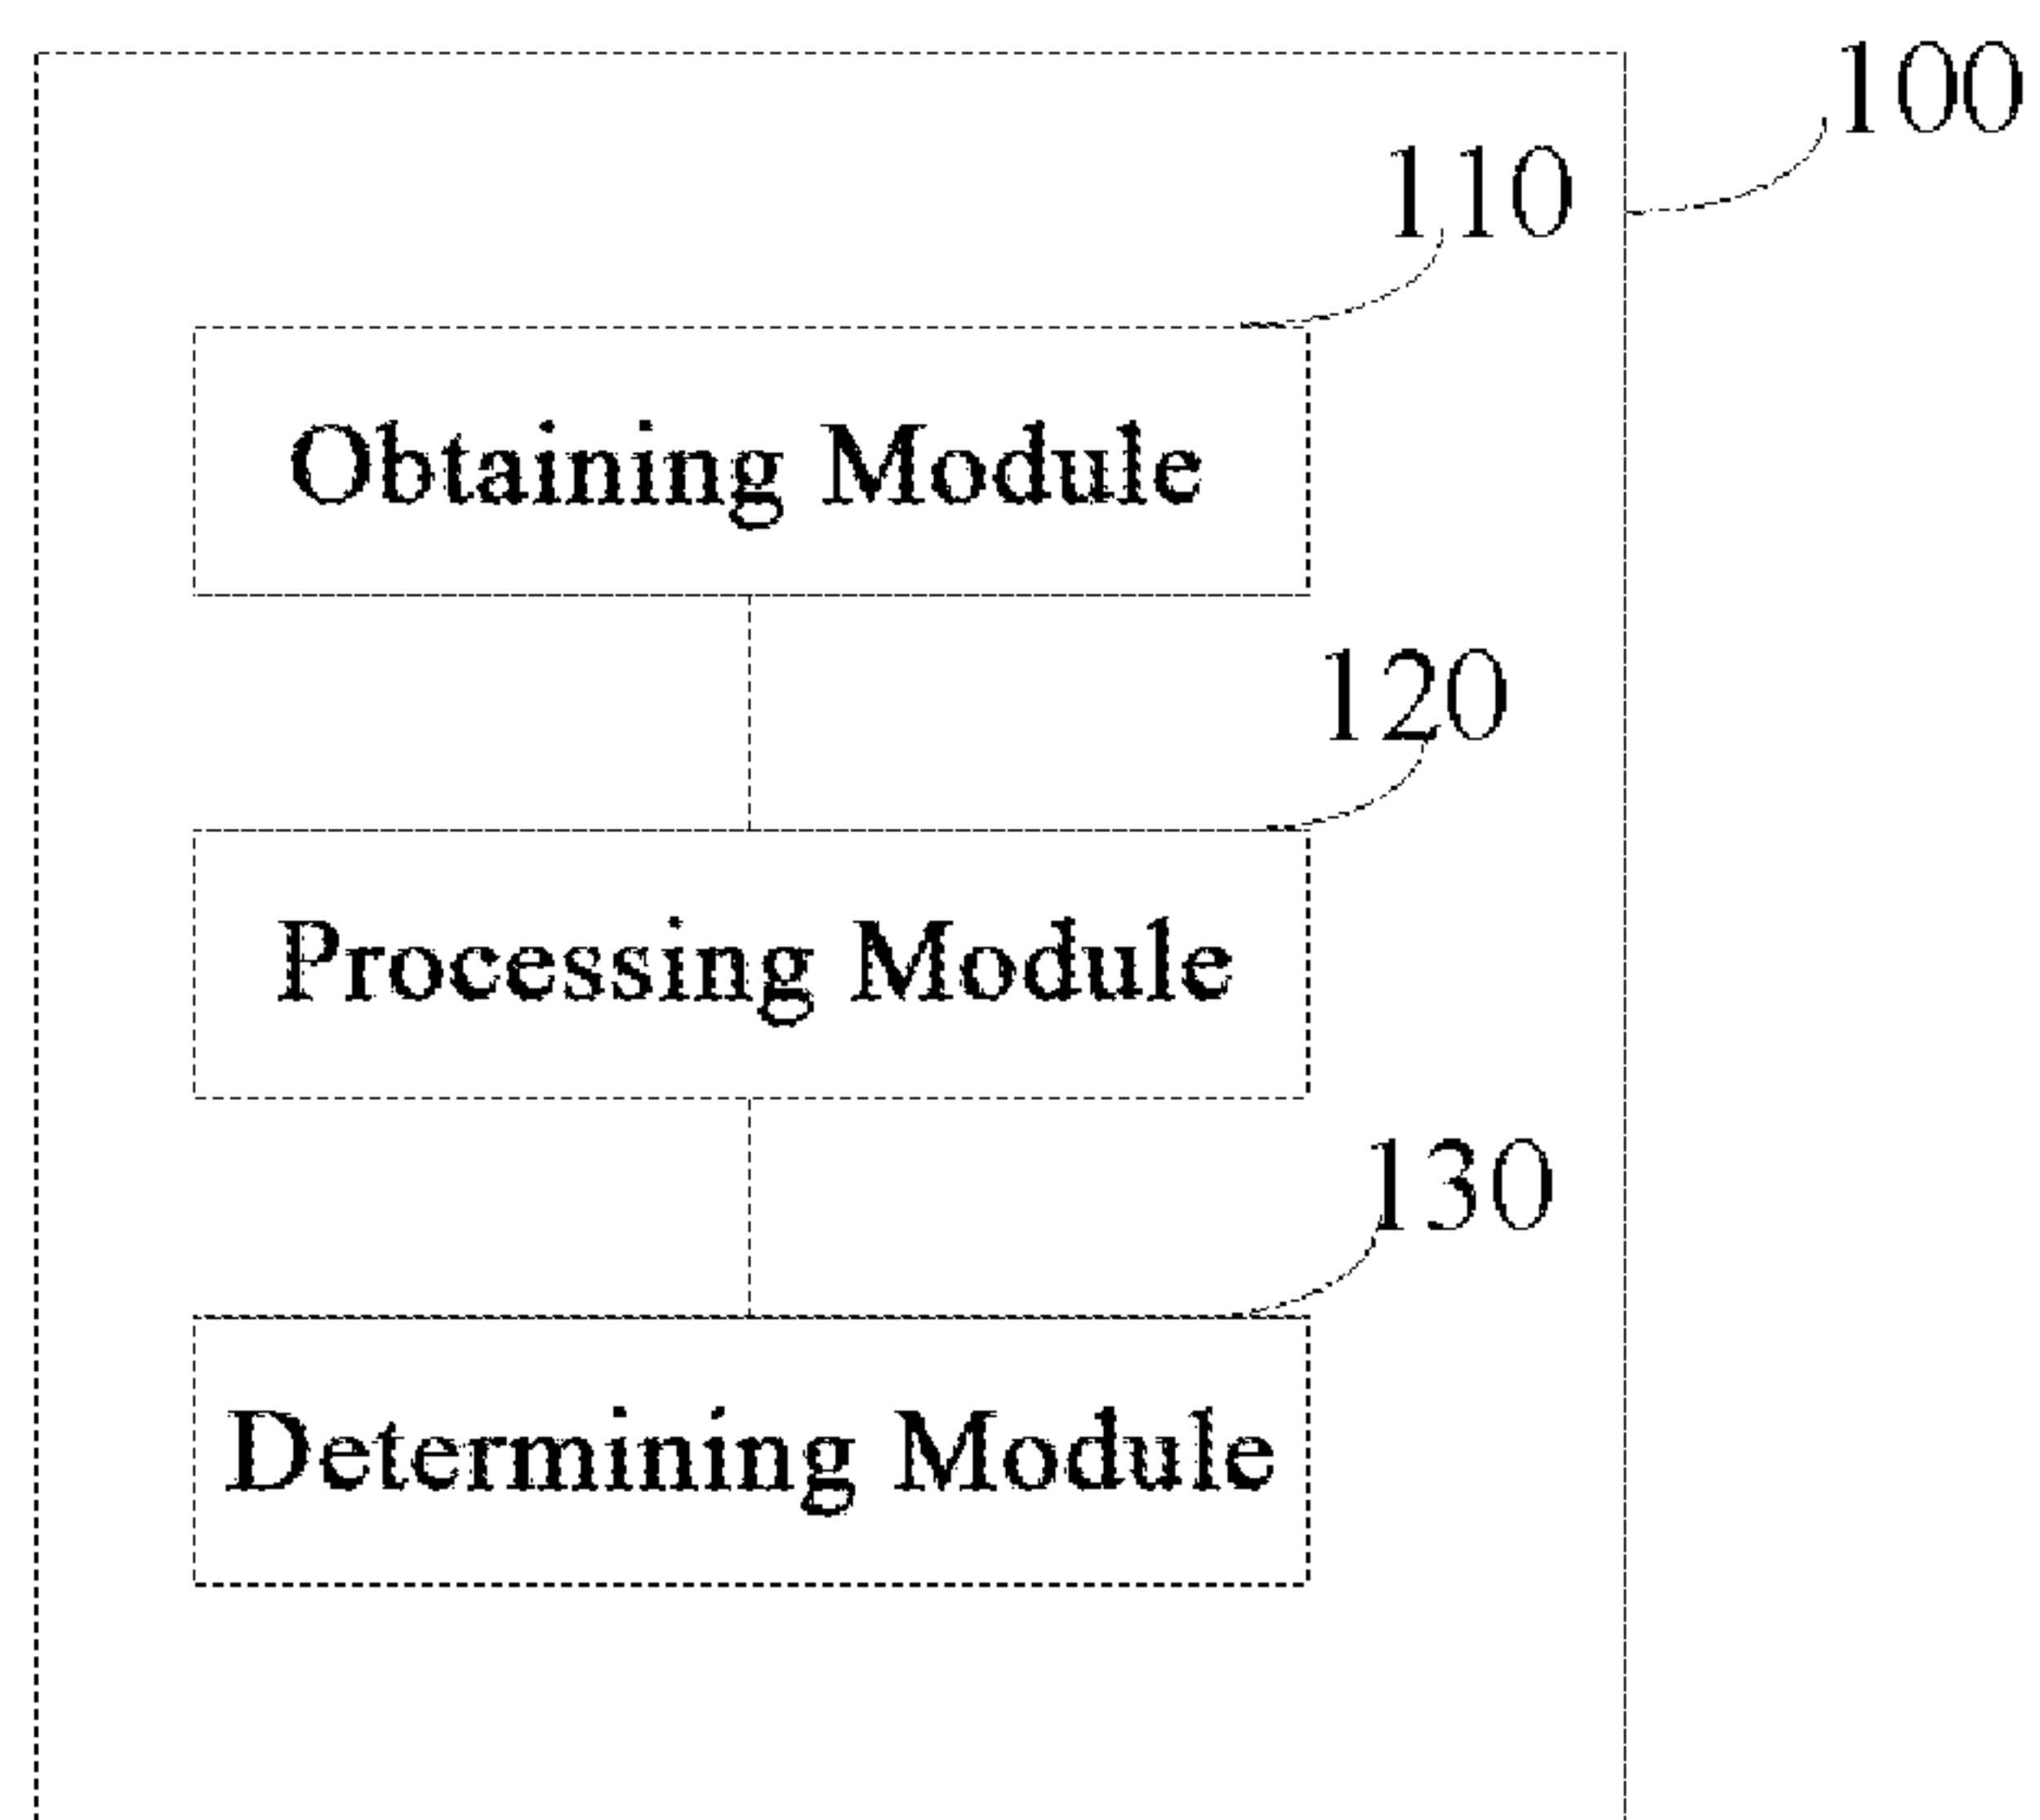 100
110
Obtaining Module
120
Processing Module
130
Determining Module